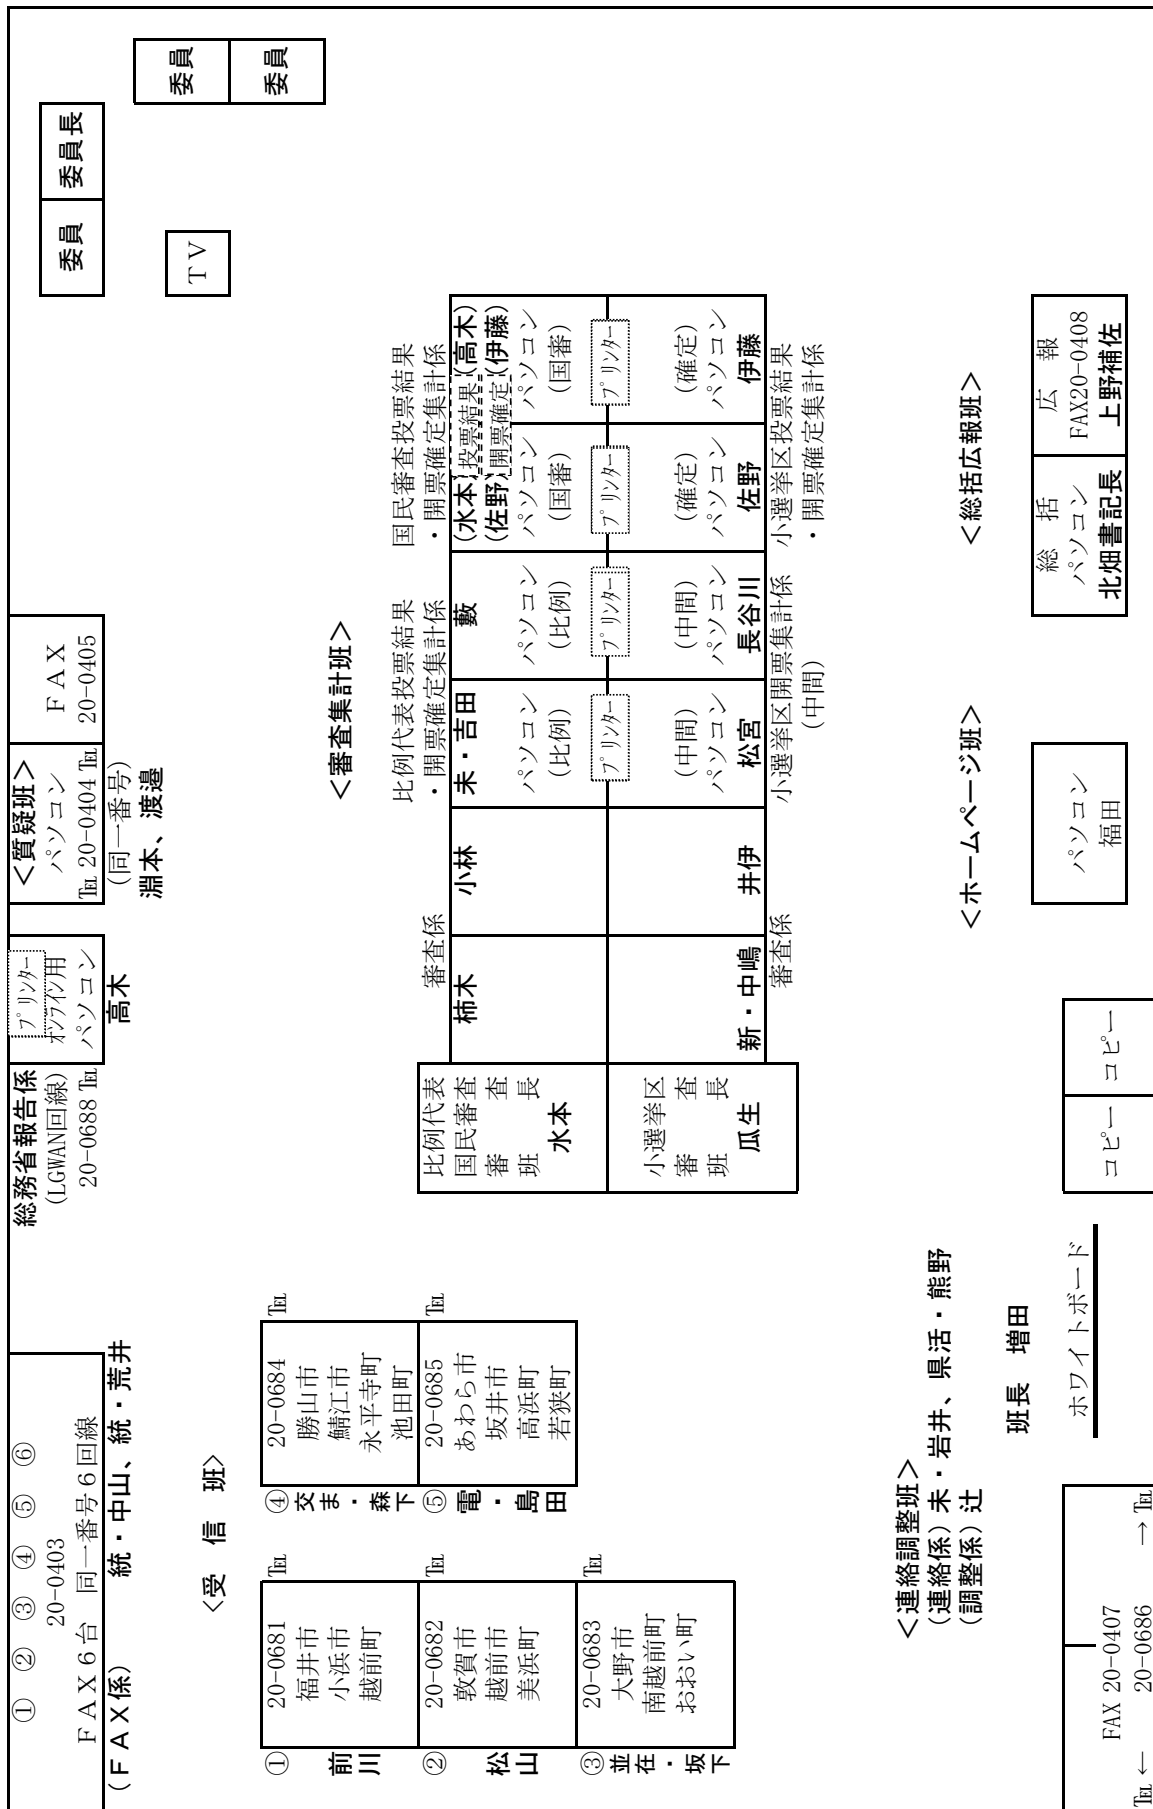 ① ② ③ ④ ⑤ ⑥
20-0403
ＦＡＸ６台 同一番号６回線
(ＦＡＸ係) 統・中山、統・荒井
総務省報告係
(LGWAN回線)
20-0688 ℡
プリンター
オンライン用
パソコン
高木
＜質疑班＞
パソコン
℡ 20-0404 ℡
(同一番号)
淵本、渡邉
ＦＡＸ
20-0405
委員
委員長
委員
委員
ＴＶ
＜受 信 班＞
①
前川
20-0681
福井市
小浜市
越前町
℡
②
松山
20-0682
敦賀市
越前市
美浜町
℡
③
並在・坂下
20-0683
大野市
南越前町
おおい町
℡
④
交ま・森下
20-0684
勝山市
鯖江市
永平寺町
池田町
℡
⑤
電・島田
20-0685
あわら市
坂井市
高浜町
若狭町
℡
＜審査集計班＞
比例代表
国民審査
審 査
班 長
水本
小選挙区
審 査
班 長
瓜生
審査係
柿木
小林
新・中嶋
井伊
審査係
比例代表投票結果
・開票確定集計係
未・吉田
パソコン
(比例)
プリンター
藪
パソコン
(比例)
プリンター
国民審査投票結果
・開票確定集計係
(水本) 投票結果 (高木)
(佐野) 開票確定 (伊藤)
パソコン
(国審)
プリンター
パソコン
(国審)
プリンター
(中間)
パソコン
松宮
(中間)
パソコン
長谷川
小選挙区開票集計係
(中間)
(確定)
パソコン
佐野
(確定)
パソコン
伊藤
小選挙区投票結果
・開票確定集計係
＜連絡調整班＞
(連絡係) 未・岩井、県活・熊野
(調整係) 辻
班長 増田
ホワイトボード
FAX 20-0407
℡ ← 20-0686 → ℡
コピー
コピー
＜ホームページ班＞
パソコン
福田
＜総括広報班＞
総 括
パソコン
北畑書記長
広 報
FAX20-0408
上野補佐